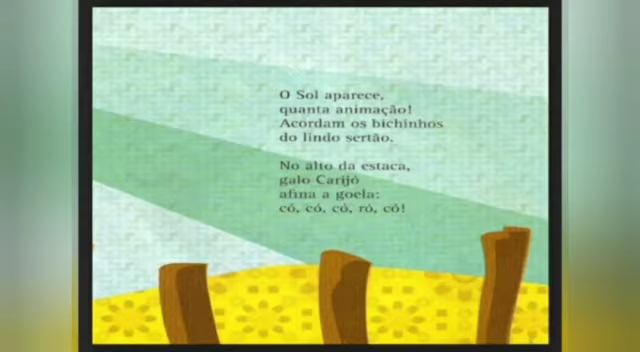 O Sol aparece,
quanta animação!
Acordam os bichinhos
do lindo sertão.
No alto da estaca,
galo Carijó
afina a goela:
có, có, có, ró, có!